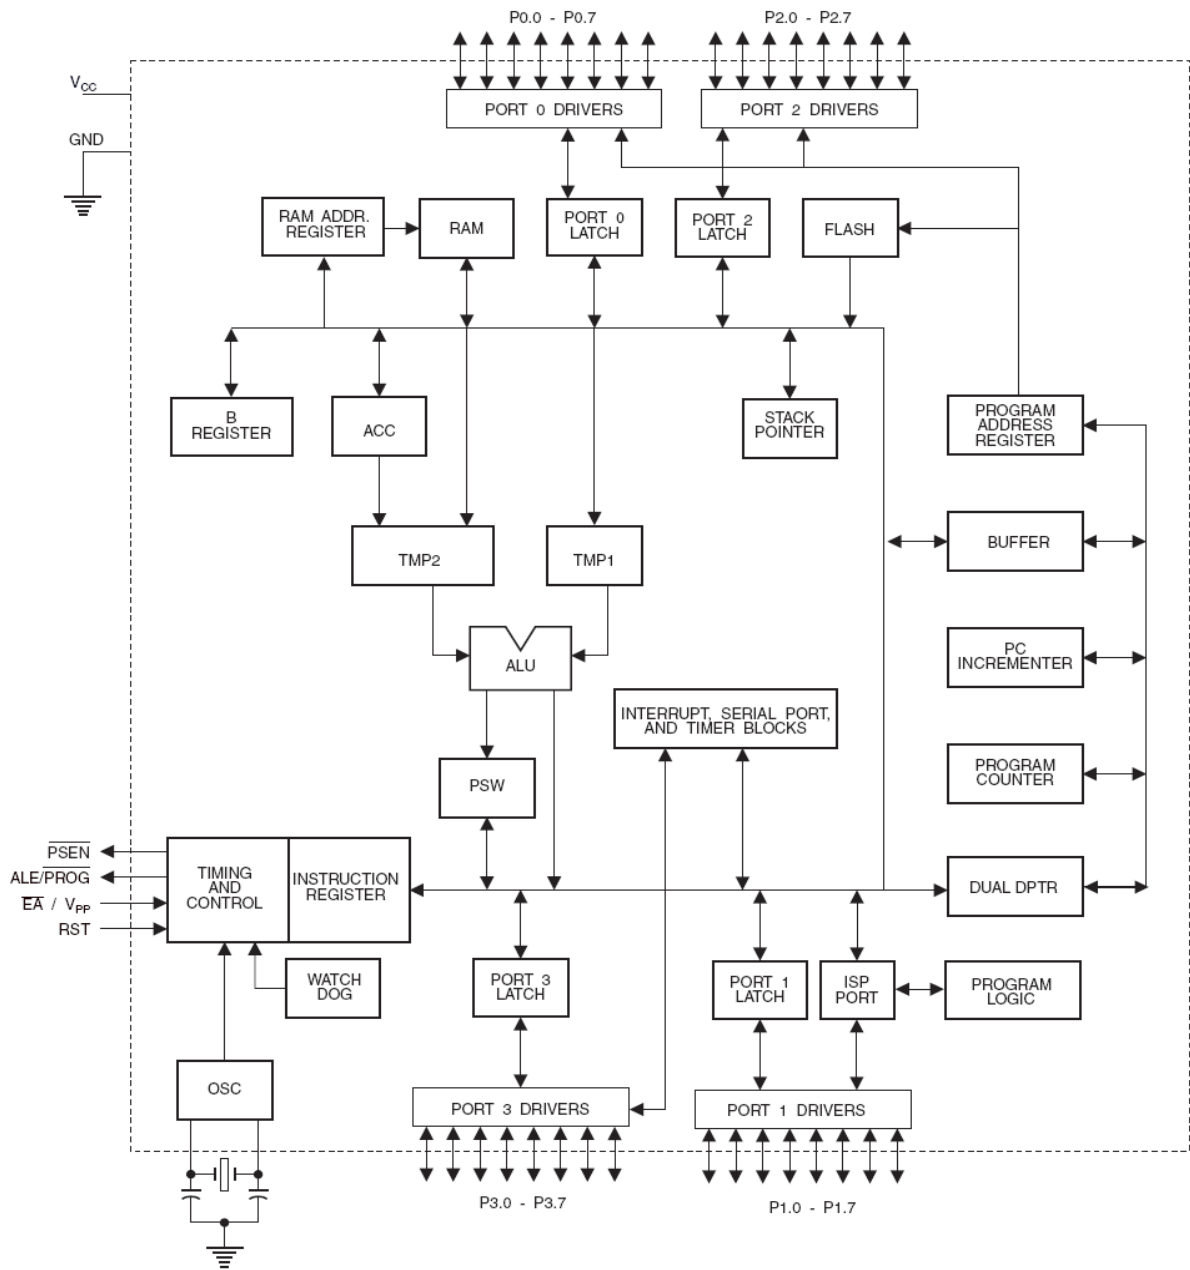 P0.0 - P0.7
P2.0 - P2.7
VCC
GND
PORT 0 DRIVERS
PORT 2 DRIVERS
RAM ADDR.
REGISTER
RAM
PORT 0
LATCH
PORT 2
LATCH
FLASH
B
REGISTER
ACC
STACK
POINTER
PROGRAM
ADDRESS
REGISTER
BUFFER
TMP2
TMP1
ALU
PC
INCREMENTER
INTERRUPT, SERIAL PORT,
AND TIMER BLOCKS
PSW
PROGRAM
COUNTER
PSEN
ALE/PROG
EA / VPP
RST
TIMING
AND
CONTROL
INSTRUCTION
REGISTER
DUAL DPTR
WATCH
DOG
PORT 3
LATCH
PORT 1
LATCH
ISP
PORT
PROGRAM
LOGIC
OSC
PORT 3 DRIVERS
PORT 1 DRIVERS
P3.0 - P3.7
P1.0 - P1.7